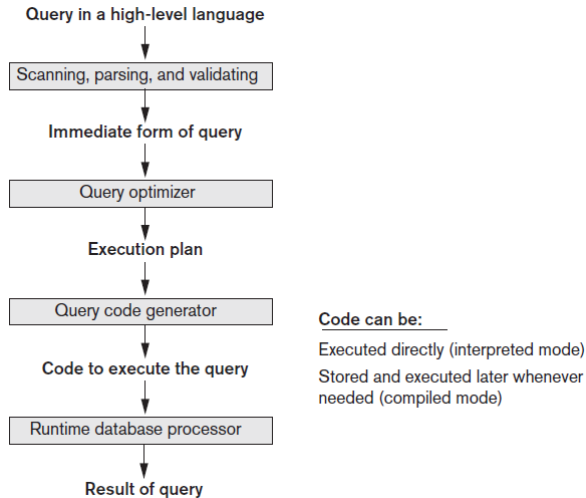 Query in a high-level language
Scanning, parsing, and validating
Immediate form of query
Query optimizer
Execution plan
Query code generator
Code can be:
Executed directly (interpreted mode)
Code to execute the query
Stored and executed later whenever
needed (compiled mode)
Runtime database processor
Result of query